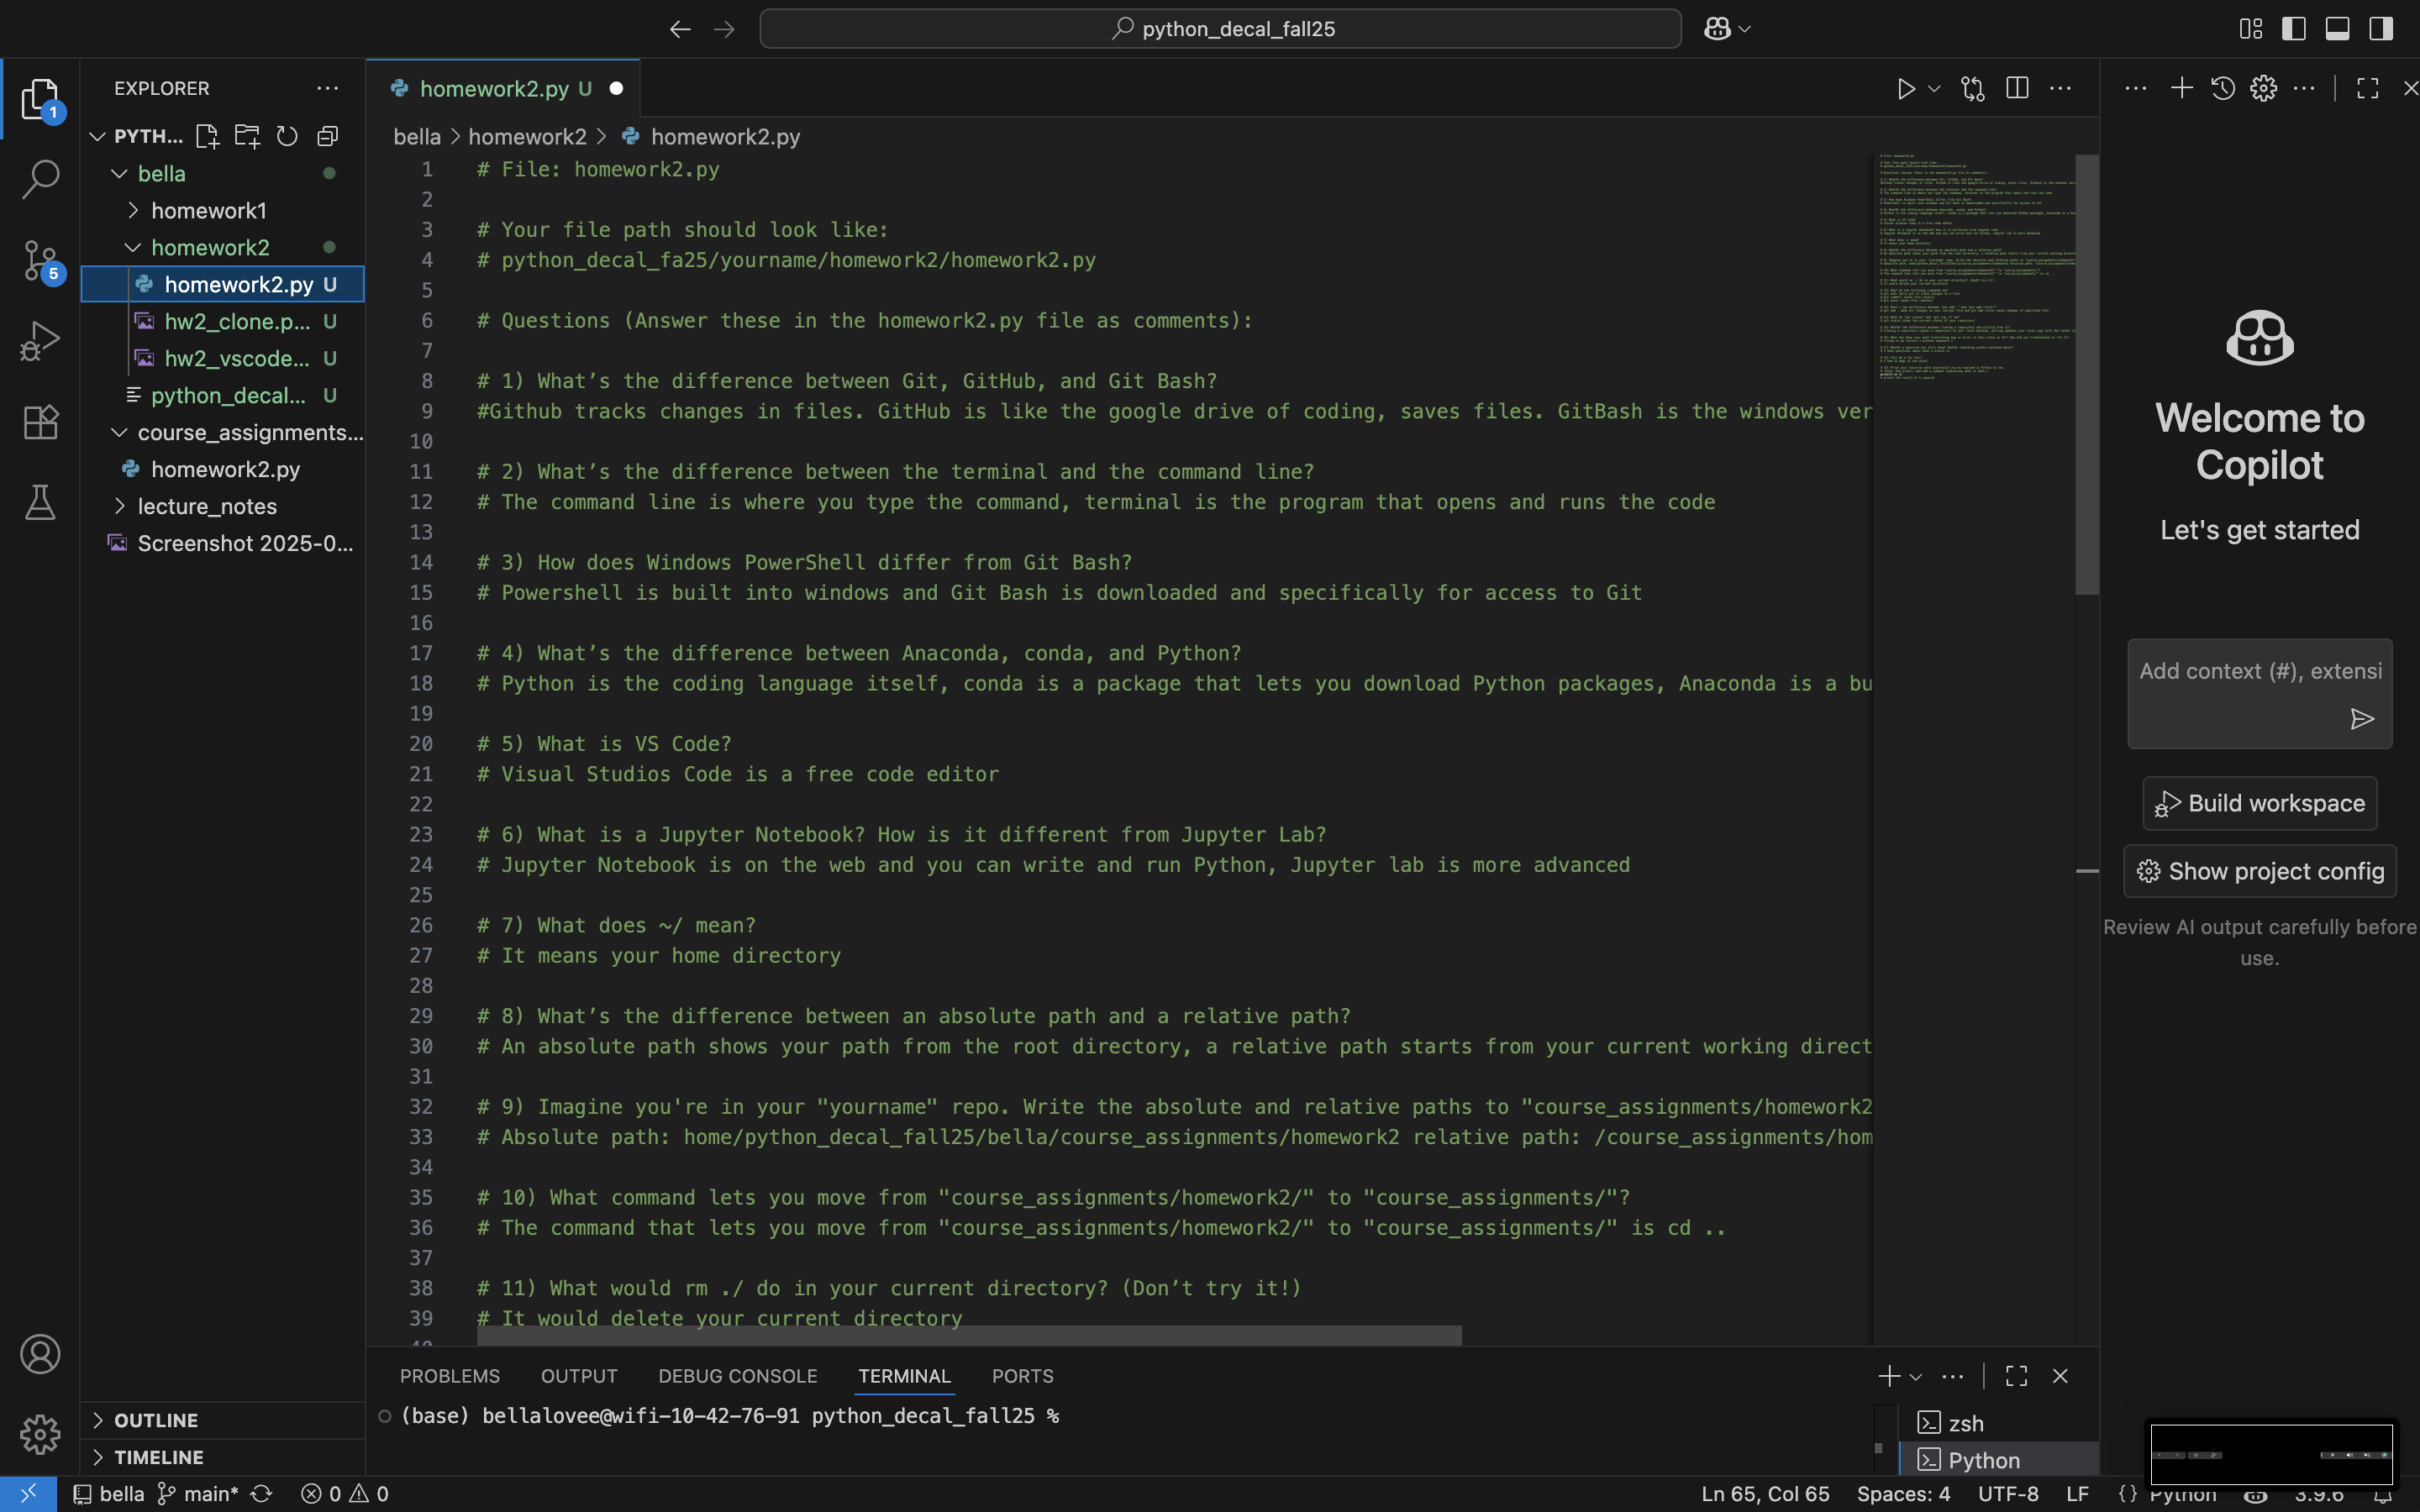 python_decal_fall25
EXPLORER
PYTH...
bella
homework1
homework2
homework2.py U
hw2_clone.p... U
hw2_vscode... U
python_decal... U
course_assignments...
homework2.py
lecture_notes
Screenshot 2025-0...
OUTLINE
TIMELINE
1
5
homework2.py U
bella > homework2 > homework2.py
1 # File: homework2.py
2
3 # Your file path should look like:
4 # python_decal_fa25/yourname/homework2/homework2.py
5
6 # Questions (Answer these in the homework2.py file as comments):
7
8 # 1) What’s the difference between Git, GitHub, and Git Bash?
9 #Github tracks changes in files. GitHub is like the google drive of coding, saves files. GitBash is the windows ver
10
11 # 2) What’s the difference between the terminal and the command line?
12 # The command line is where you type the command, terminal is the program that opens and runs the code
13
14 # 3) How does Windows PowerShell differ from Git Bash?
15 # Powershell is built into windows and Git Bash is downloaded and specifically for access to Git
16
17 # 4) What’s the difference between Anaconda, conda, and Python?
18 # Python is the coding language itself, conda is a package that lets you download Python packages, Anaconda is a bu
19
20 # 5) What is VS Code?
21 # Visual Studios Code is a free code editor
22
23 # 6) What is a Jupyter Notebook? How is it different from Jupyter Lab?
24 # Jupyter Notebook is on the web and you can write and run Python, Jupyter lab is more advanced
25
26 # 7) What does ~/ mean?
27 # It means your home directory
28
29 # 8) What’s the difference between an absolute path and a relative path?
30 # An absolute path shows your path from the root directory, a relative path starts from your current working direct
31
32 # 9) Imagine you're in your "yourname" repo. Write the absolute and relative paths to "course_assignments/homework2
33 # Absolute path: home/python_decal_fall25/bella/course_assignments/homework2 relative path: /course_assignments/hom
34
35 # 10) What command lets you move from "course_assignments/homework2/" to "course_assignments/"?
36 # The command that lets you move from "course_assignments/homework2/" to "course_assignments/" is cd ..
37
38 # 11) What would rm ./ do in your current directory? (Don’t try it!)
39 # It would delete your current directory
PROBLEMS OUTPUT DEBUG CONSOLE TERMINAL PORTS
(base) bellalovee@wifi-10-42-76-91 python_decal_fall25 %
zsh
Python
Welcome to
Copilot
Let's get started
Add context (#), extensi
Build workspace
Show project config
Review AI output carefully before
use.
bella main* 0 0 Ln 65, Col 65 Spaces: 4 UTF-8 LF {} Python 3.9.6